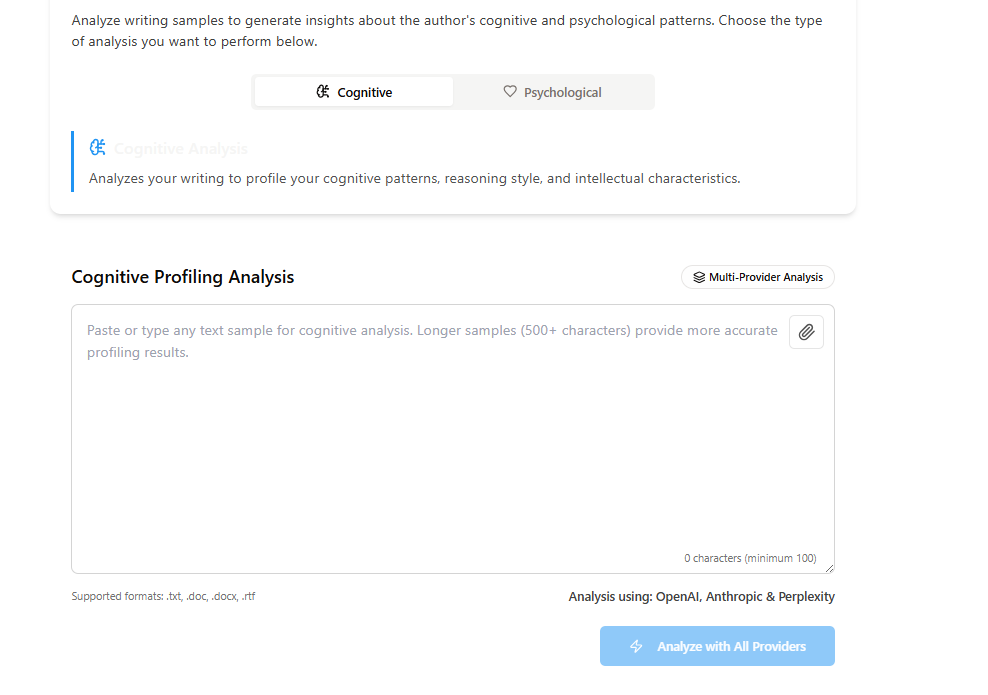 Analyze writing samples to generate insights about the author's cognitive and psychological patterns. Choose the type
of analysis you want to perform below.
Cognitive
Psychological
Cognitive Analysis
Analyzes your writing to profile your cognitive patterns, reasoning style, and intellectual characteristics.
Cognitive Profiling Analysis
Multi-Provider Analysis
Paste or type any text sample for cognitive analysis. Longer samples (500+ characters) provide more accurate
profiling results.
0 characters (minimum 100)
Supported formats: .txt, .doc, .docx, .rtf
Analysis using: OpenAI, Anthropic & Perplexity
Analyze with All Providers